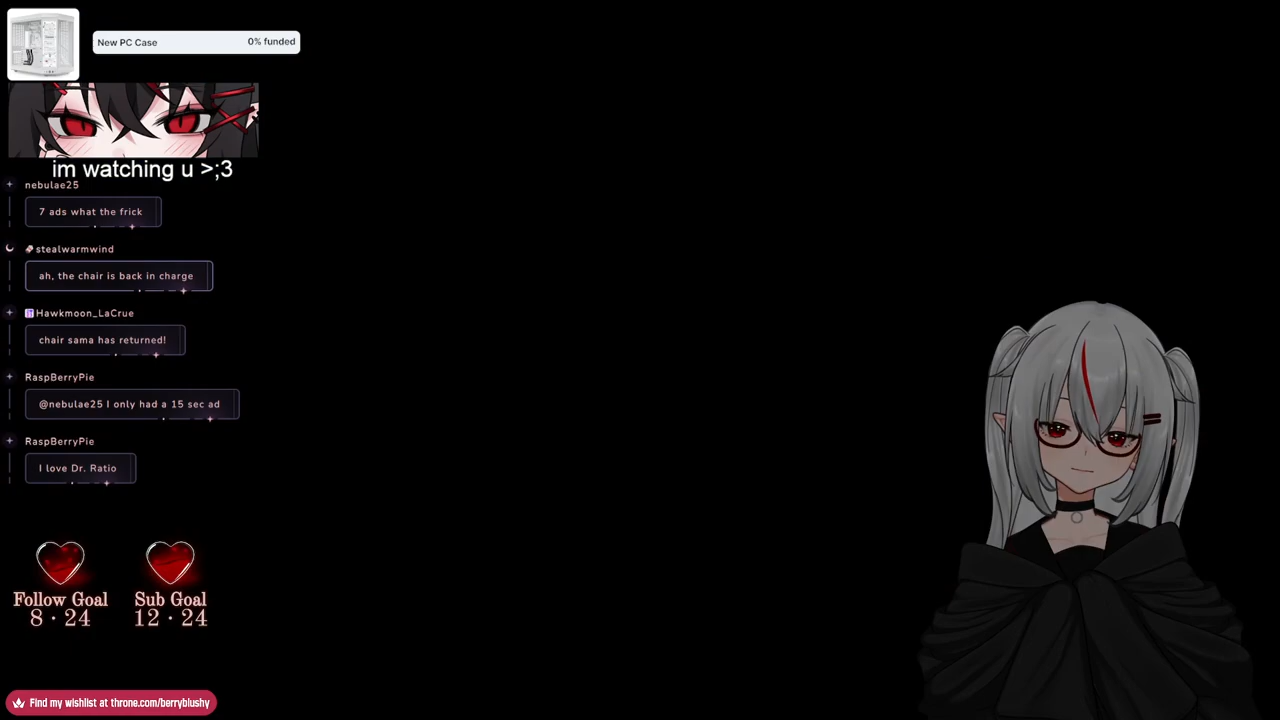 New PC Case 0% funded
im watching u >;3
nebulae25
7 ads what the frick
stealwarmwind
ah, the chair is back in charge
Hawkmoon_LaCrue
chair sama has returned!
RaspBerryPie
@nebulae25 I only had a 15 sec ad
RaspBerryPie
I love Dr. Ratio
Follow Goal
8 · 24
Sub Goal
12 · 24
Find my wishlist at throne.com/berryblushy